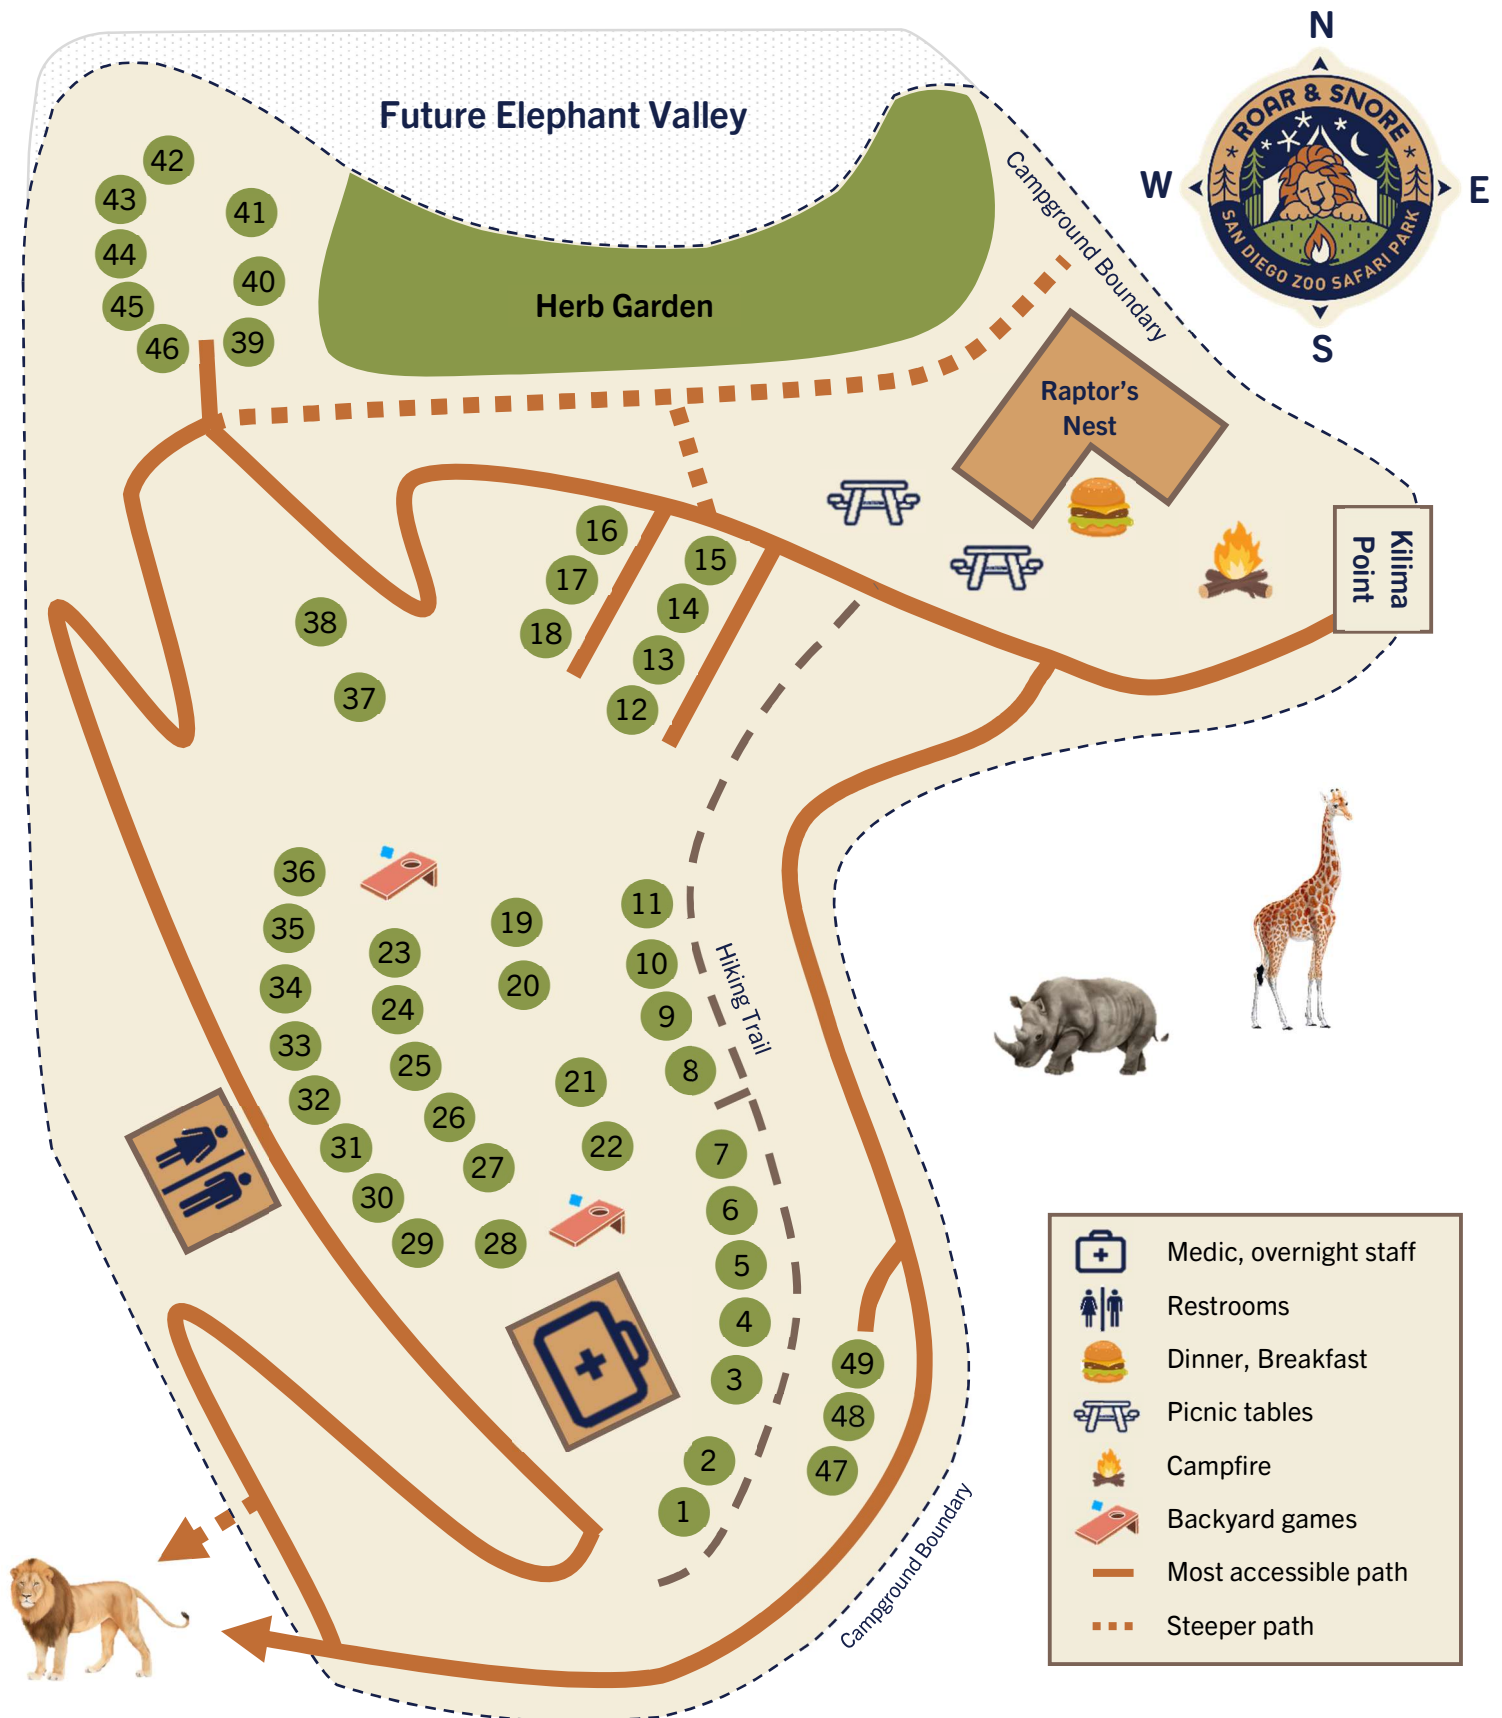 N
ROAR & SNORE
W
E
SAN DIEGO ZOO SAFARI PARK
S
Future Elephant Valley
Campground Boundary
Herb Garden
42
43
41
44
40
45
46
39
Raptor's
Nest
Kilima
Point
16
15
17
14
18
13
12
38
37
36
35
34
33
32
31
30
29
23
24
25
26
27
28
19
20
21
22
11
10
9
8
Hiking Trail
7
6
5
4
3
2
1
49
48
47
Campground Boundary
Medic, overnight staff
Restrooms
Dinner, Breakfast
Picnic tables
Campfire
Backyard games
Most accessible path
Steeper path